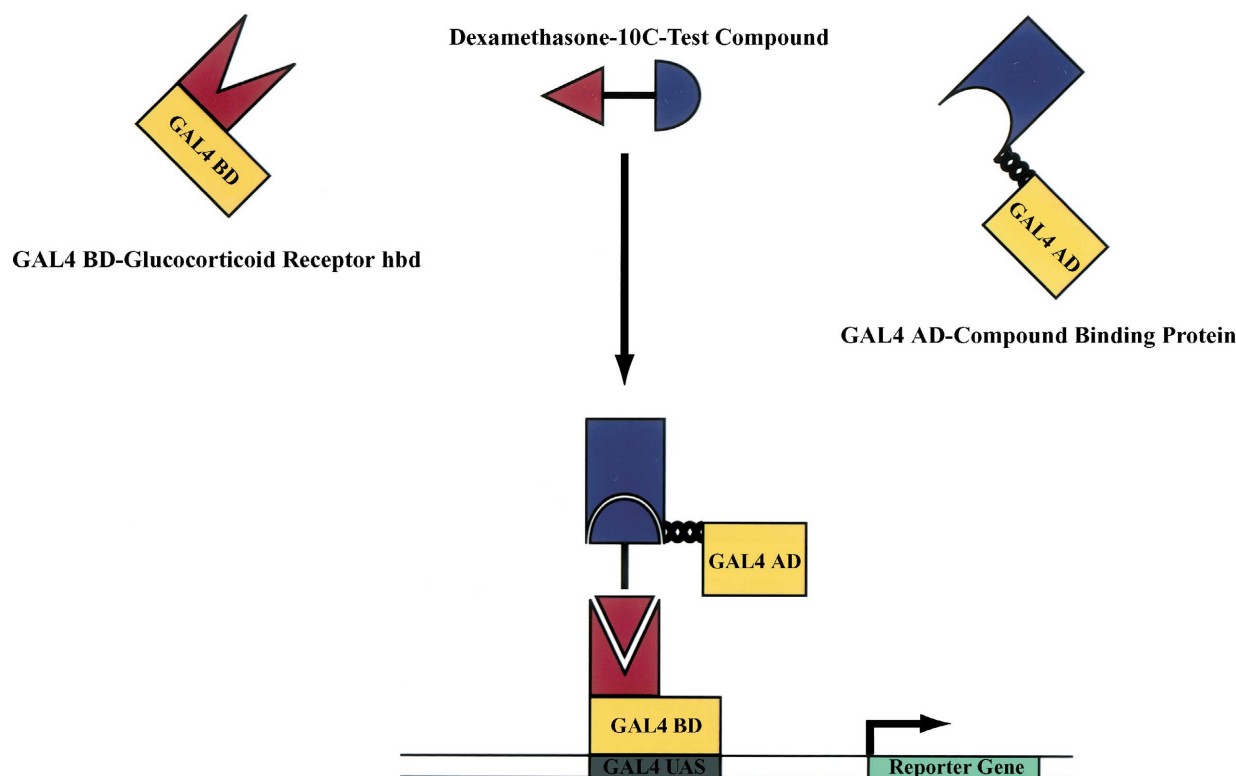 Dexamethasone-10C-Test Compound
GAL4 BD
GAL4 AD
GAL4 BD-Glucocorticoid Receptor hbd
GAL4 AD-Compound Binding Protein
GAL4 AD
GAL4 BD
GAL4 UAS
Reporter Gene